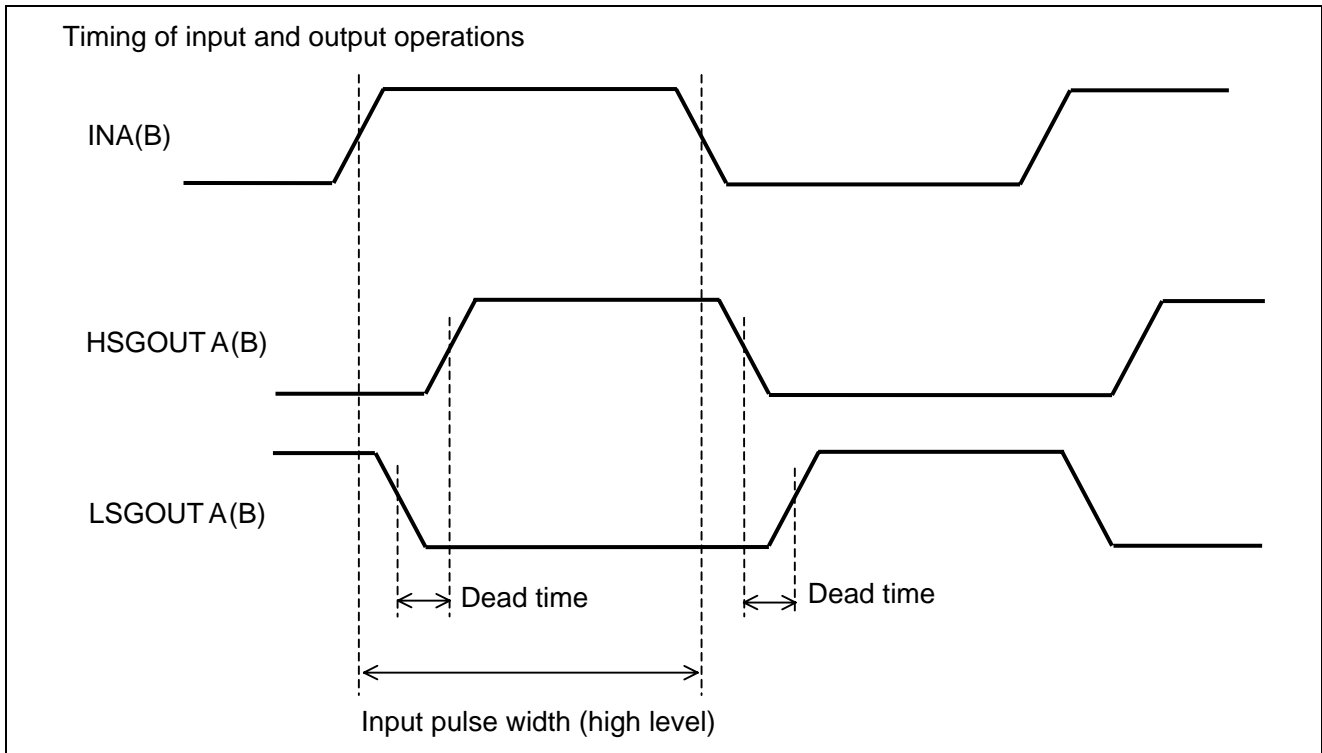 Timing of input and output operations
INA(B)
HSGOUT A(B)
LSGOUT A(B)
Dead time
Dead time
Input pulse width (high level)